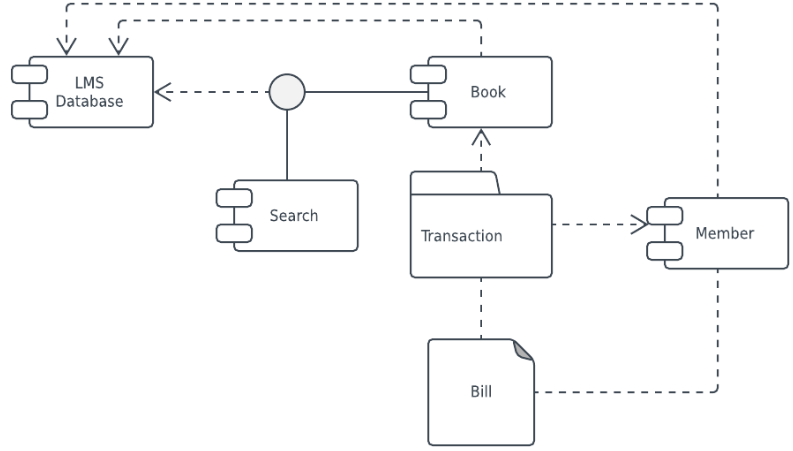 LMS
Database
Book
Search
Transaction
Member
Bill